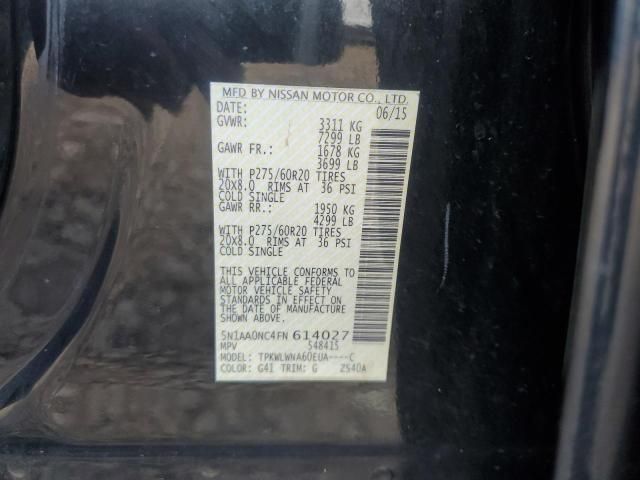 MFD BY NISSAN MOTOR CO., LTD.
DATE: 06/15
GVWR: 3311 KG
7299 LB
GAWR FR.: 1678 KG
3699 LB
WITH P275/60R20 TIRES
20X8.0 RIMS AT 36 PSI
COLD SINGLE
GAWR RR.: 1950 KG
4299 LB
WITH P275/60R20 TIRES
20X8.0 RIMS AT 36 PSI
COLD SINGLE
THIS VEHICLE CONFORMS TO
ALL APPLICABLE FEDERAL
MOTOR VEHICLE SAFETY
STANDARDS IN EFFECT ON
THE DATE OF MANUFACTURE
SHOWN ABOVE.
5N1AA0NC4FN 614027
MPV 548415
MODEL: TPKWLWNA60EUA----C
COLOR: G41 TRIM: G 2540A